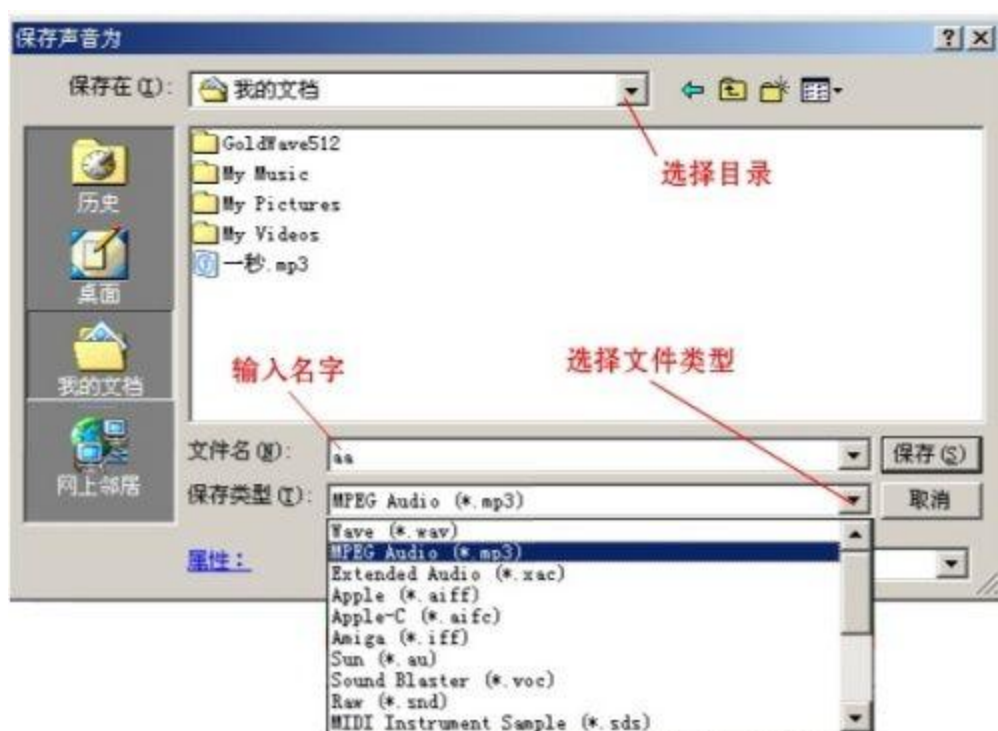 保存声音为
保存在(I):
我的文档
GoldWave512
My Music
My Pictures
My Videos
一秒.mp3
选择目录
历史
桌面
我的文档
网上邻居
输入名字
选择文件类型
文件名(N):
aa
保存(S)
保存类型(T):
MPEG Audio (*.mp3)
取消
属性：
Wave (*.wav)
MPEG Audio (*.mp3)
Extended Audio (*.xac)
Apple (*.aiff)
Apple-C (*.aifc)
Amiga (*.iff)
Sun (*.au)
Sound Blaster (*.voc)
Raw (*.snd)
MIDI Instrument Sample (*.sds)